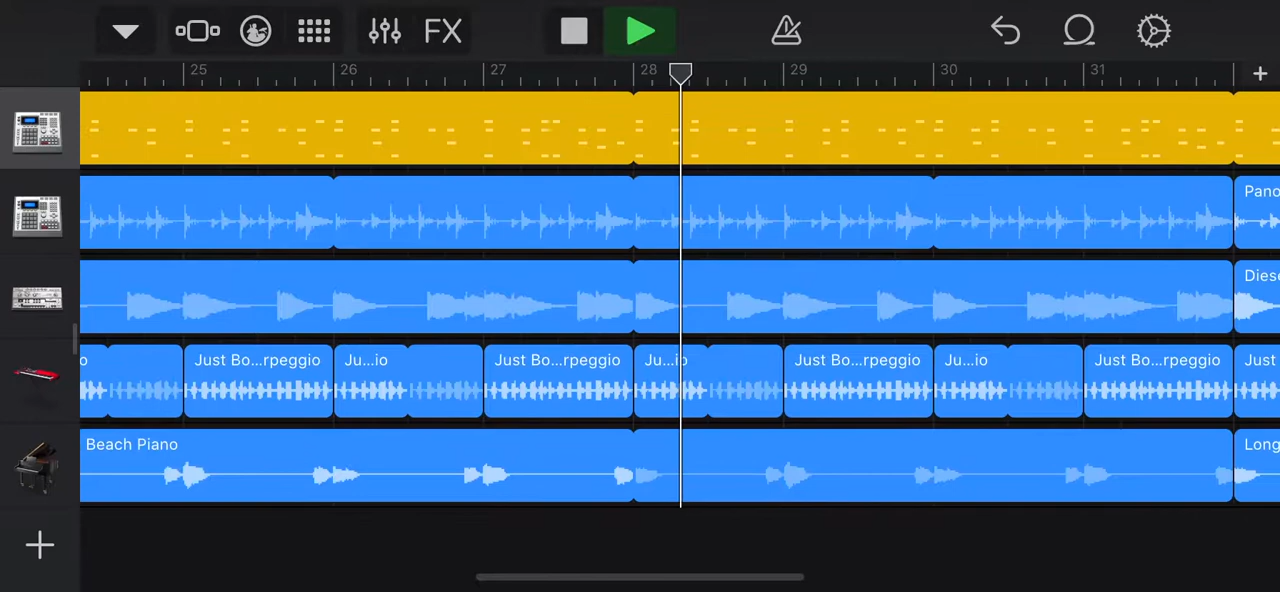 FX
25 26 27 28 29 30 31
Pano
Diese
o Just Bo...rpeggio Ju...io Just Bo...rpeggio Ju...io Just Bo...rpeggio Ju...io Just Bo...rpeggio Just
Beach Piano Long